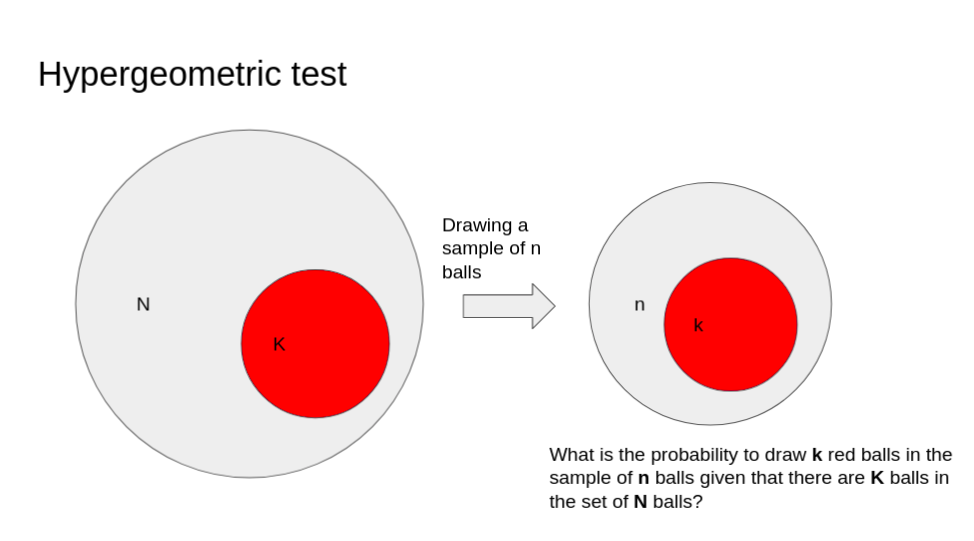 Hypergeometric test
Drawing a
sample of n
balls
N
K
n
k
What is the probability to draw k red balls in the
sample of n balls given that there are K balls in
the set of N balls?